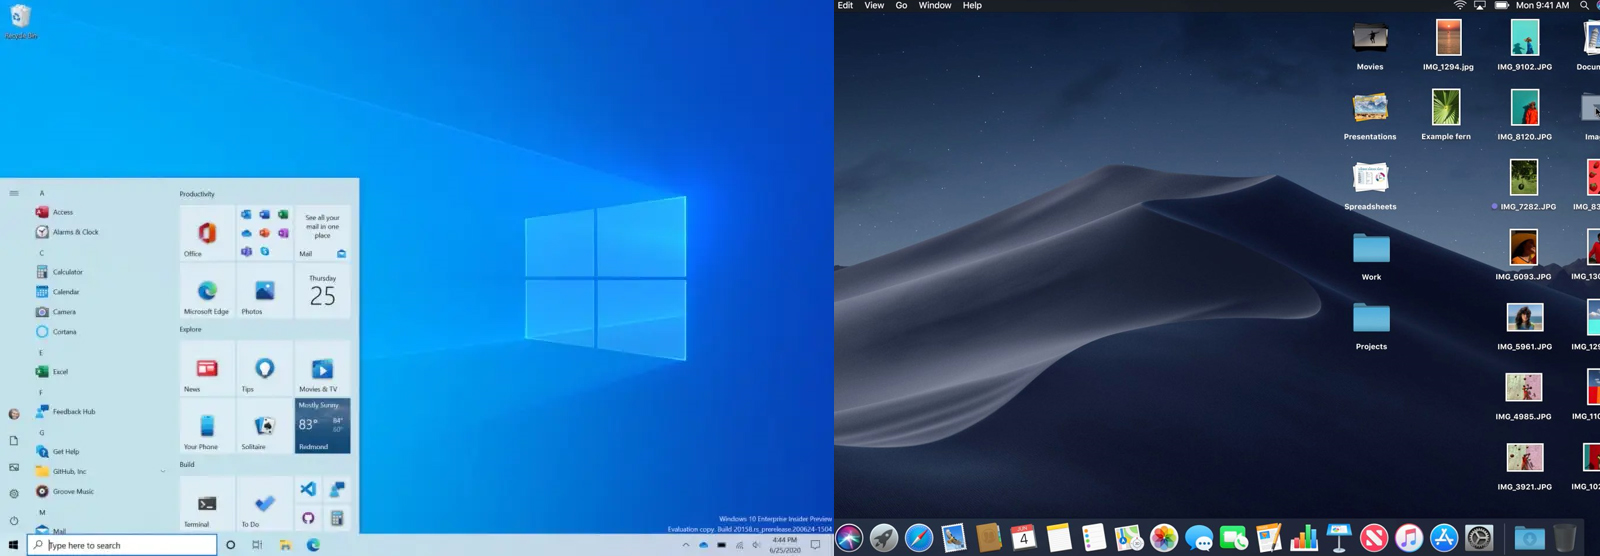 Recycle Bin
A
Access
Alarms & Clock
C
Calculator
Calendar
Camera
Cortana
E
Excel
F
Feedback Hub
G
Get Help
GitHub, Inc
Groove Music
M
Mail
Productivity
Office
See all your
mail in one
place
Mail
Microsoft Edge
Photos
Thursday
25
Explore
News
Tips
Movies & TV
Your Phone
Solitaire
Mostly Sunny
83°
84°
60°
Redmond
Build
Terminal
To Do
Windows 10 Enterprise Insider Preview
Evaluation copy. Build 20158.rs_prerelease.200624-1504
Type here to search
4:44 PM
6/25/2020
Edit View Go Window Help
Mon 9:41 AM
Movies
IMG_1294.jpg
IMG_9102.JPG
Docum
Presentations
Example fern
IMG_8120.JPG
Ima
Spreadsheets
IMG_7282.JPG
IMG_83
Work
IMG_6093.JPG
IMG_130
Projects
IMG_5961.JPG
IMG_129
IMG_4985.JPG
IMG_110
IMG_3921.JPG
IMG_102
JUN
4